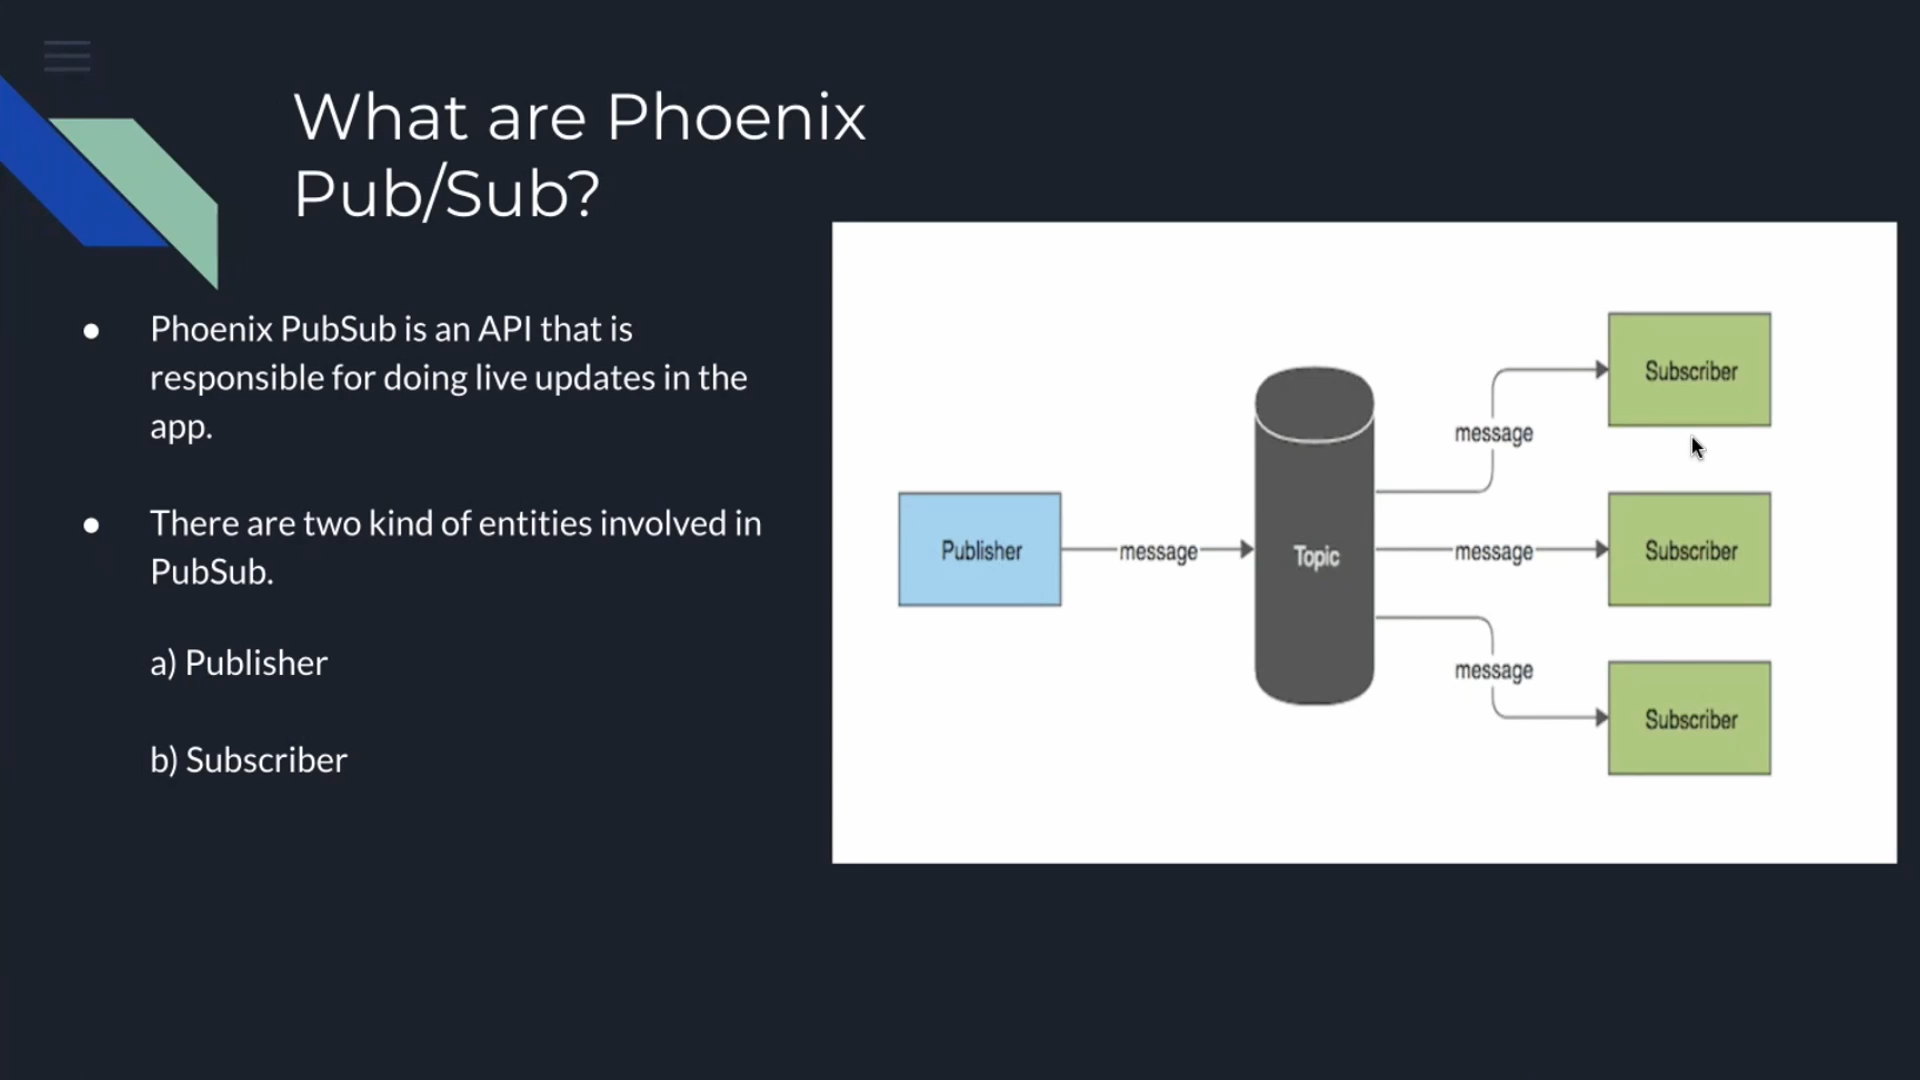 What are Phoenix
Pub/Sub?
● Phoenix PubSub is an API that is
responsible for doing live updates in the
app.
● There are two kind of entities involved in
PubSub.
a) Publisher
b) Subscriber
Publisher
message
Topic
message
Subscriber
message
Subscriber
message
Subscriber